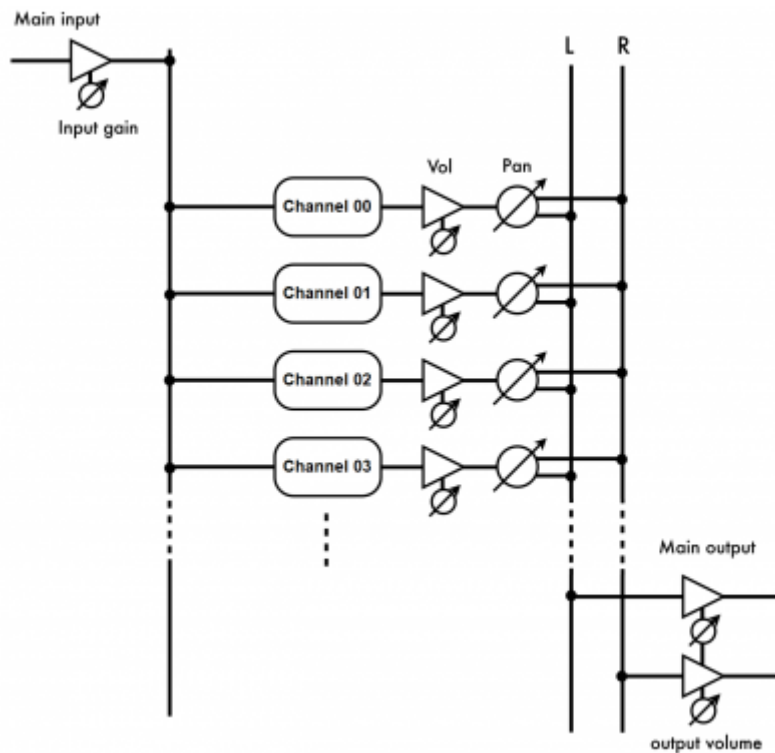 Main input
Input gain
L R
Vol Pan
Channel 00
Channel 01
Channel 02
Channel 03
Main output
output volume